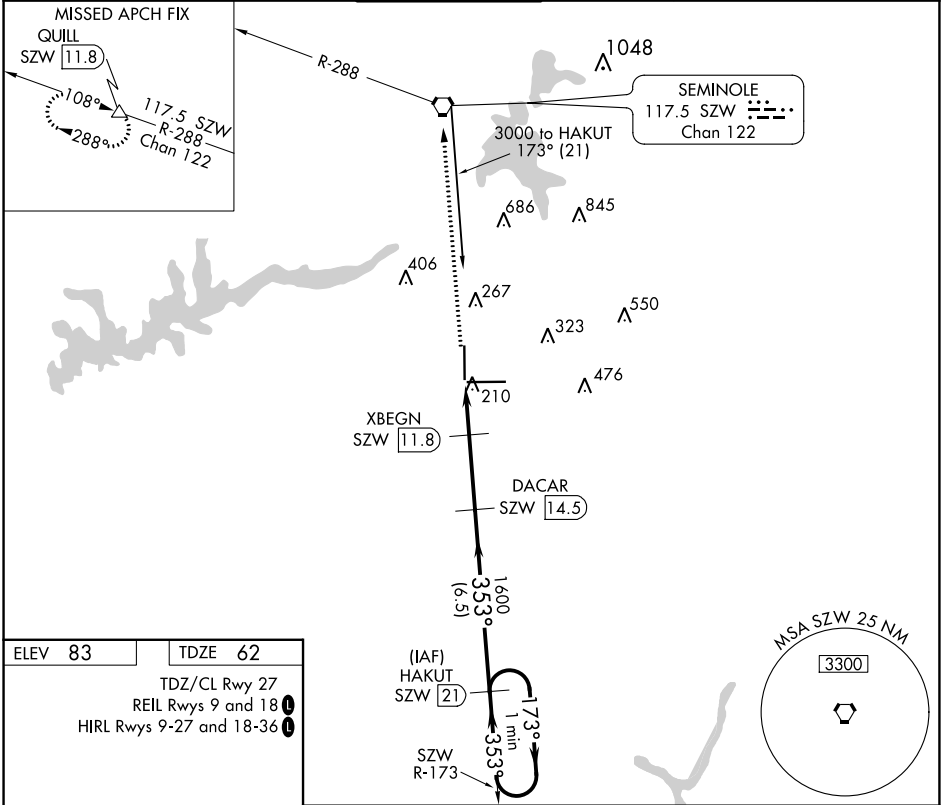 MISSED APCH FIX
QUILL
SZW 11.8
108°
288°
117.5 SZW
R-288
Chan 122
R-288
1048
SEMINOLE
117.5 SZW
Chan 122
3000 to HAKUT
173° (21)
686
845
406
267
323
550
476
210
XBEGN
SZW 11.8
DACAR
SZW 14.5
1600
353°
(6.5)
(IAF)
HAKUT
SZW 21
173°
1 min
353°
SZW
R-173
MSA SZW 25 NM
3300
ELEV 83
TDZE 62
TDZ/CL Rwy 27
REIL Rwys 9 and 18 L
HIRL Rwys 9-27 and 18-36 L